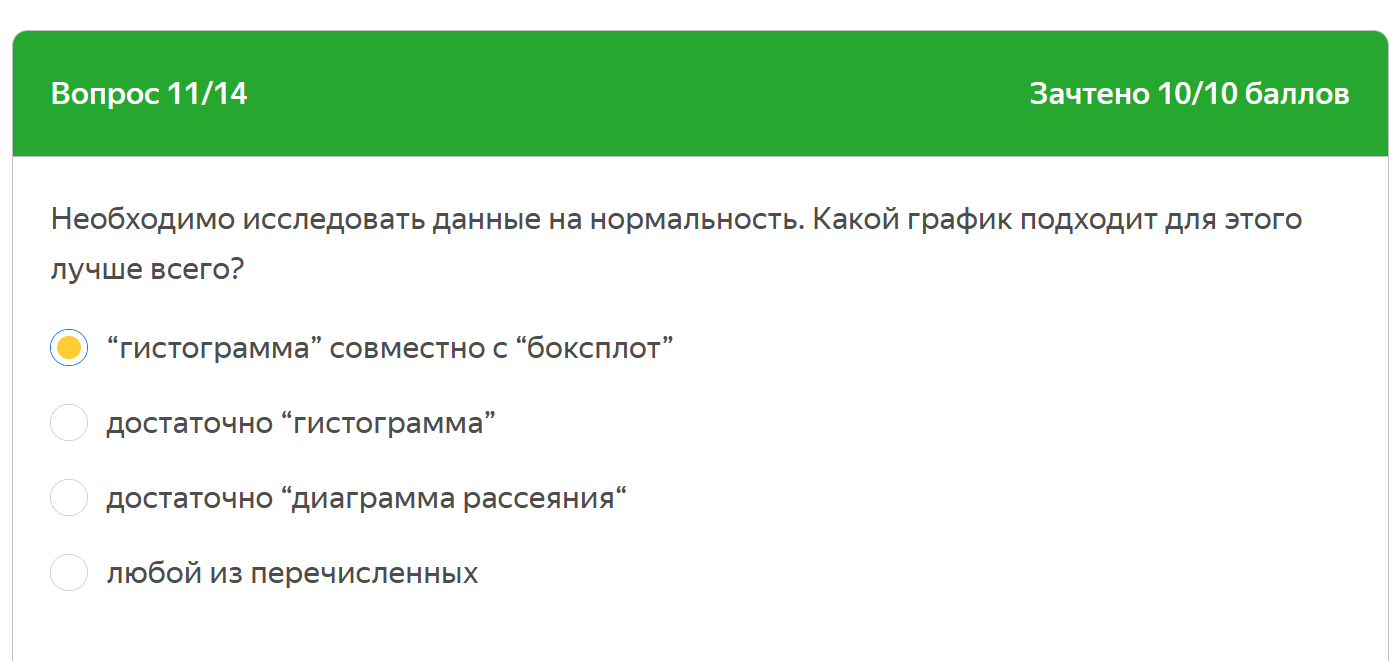 Вопрос 11/14
Зачтено 10/10 баллов
Необходимо исследовать данные на нормальность. Какой график подходит для этого
лучше всего?
“гистограмма” совместно с “боксплот”
достаточно “гистограмма”
достаточно “диаграмма рассеяния“
любой из перечисленных